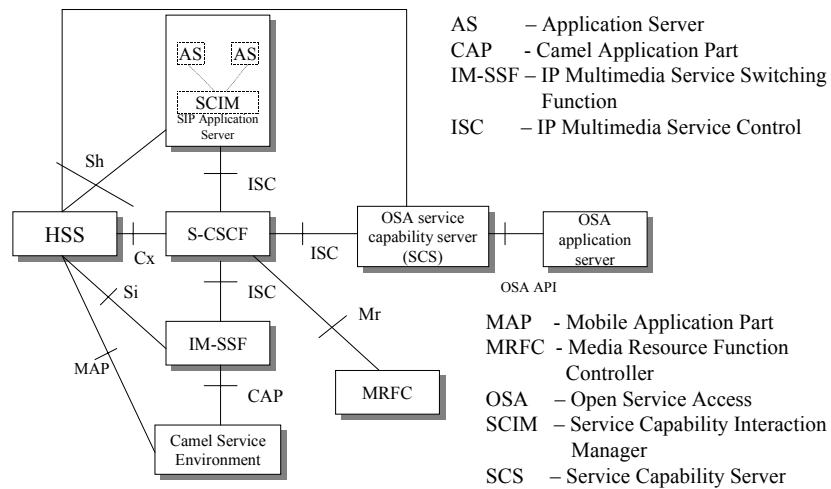 AS – Application Server
CAP - Camel Application Part
IM-SSF – IP Multimedia Service Switching
Function
ISC – IP Multimedia Service Control
AS
AS
SCIM
SIP Application
Server
Sh
ISC
HSS
Cx
S-CSCF
ISC
OSA service
capability server
(SCS)
OSA API
OSA
application
server
Si
ISC
Mr
MAP
IM-SSF
CAP
MRFC
Camel Service
Environment
MAP - Mobile Application Part
MRFC - Media Resource Function
Controller
OSA – Open Service Access
SCIM – Service Capability Interaction
Manager
SCS – Service Capability Server